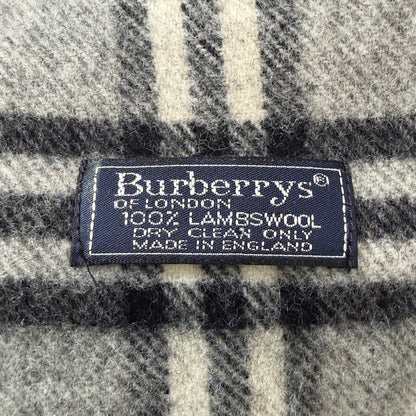 Burberrys®
OF LONDON
100% LAMBSWOOL
DRY CLEAN ONLY
MADE IN ENGLAND